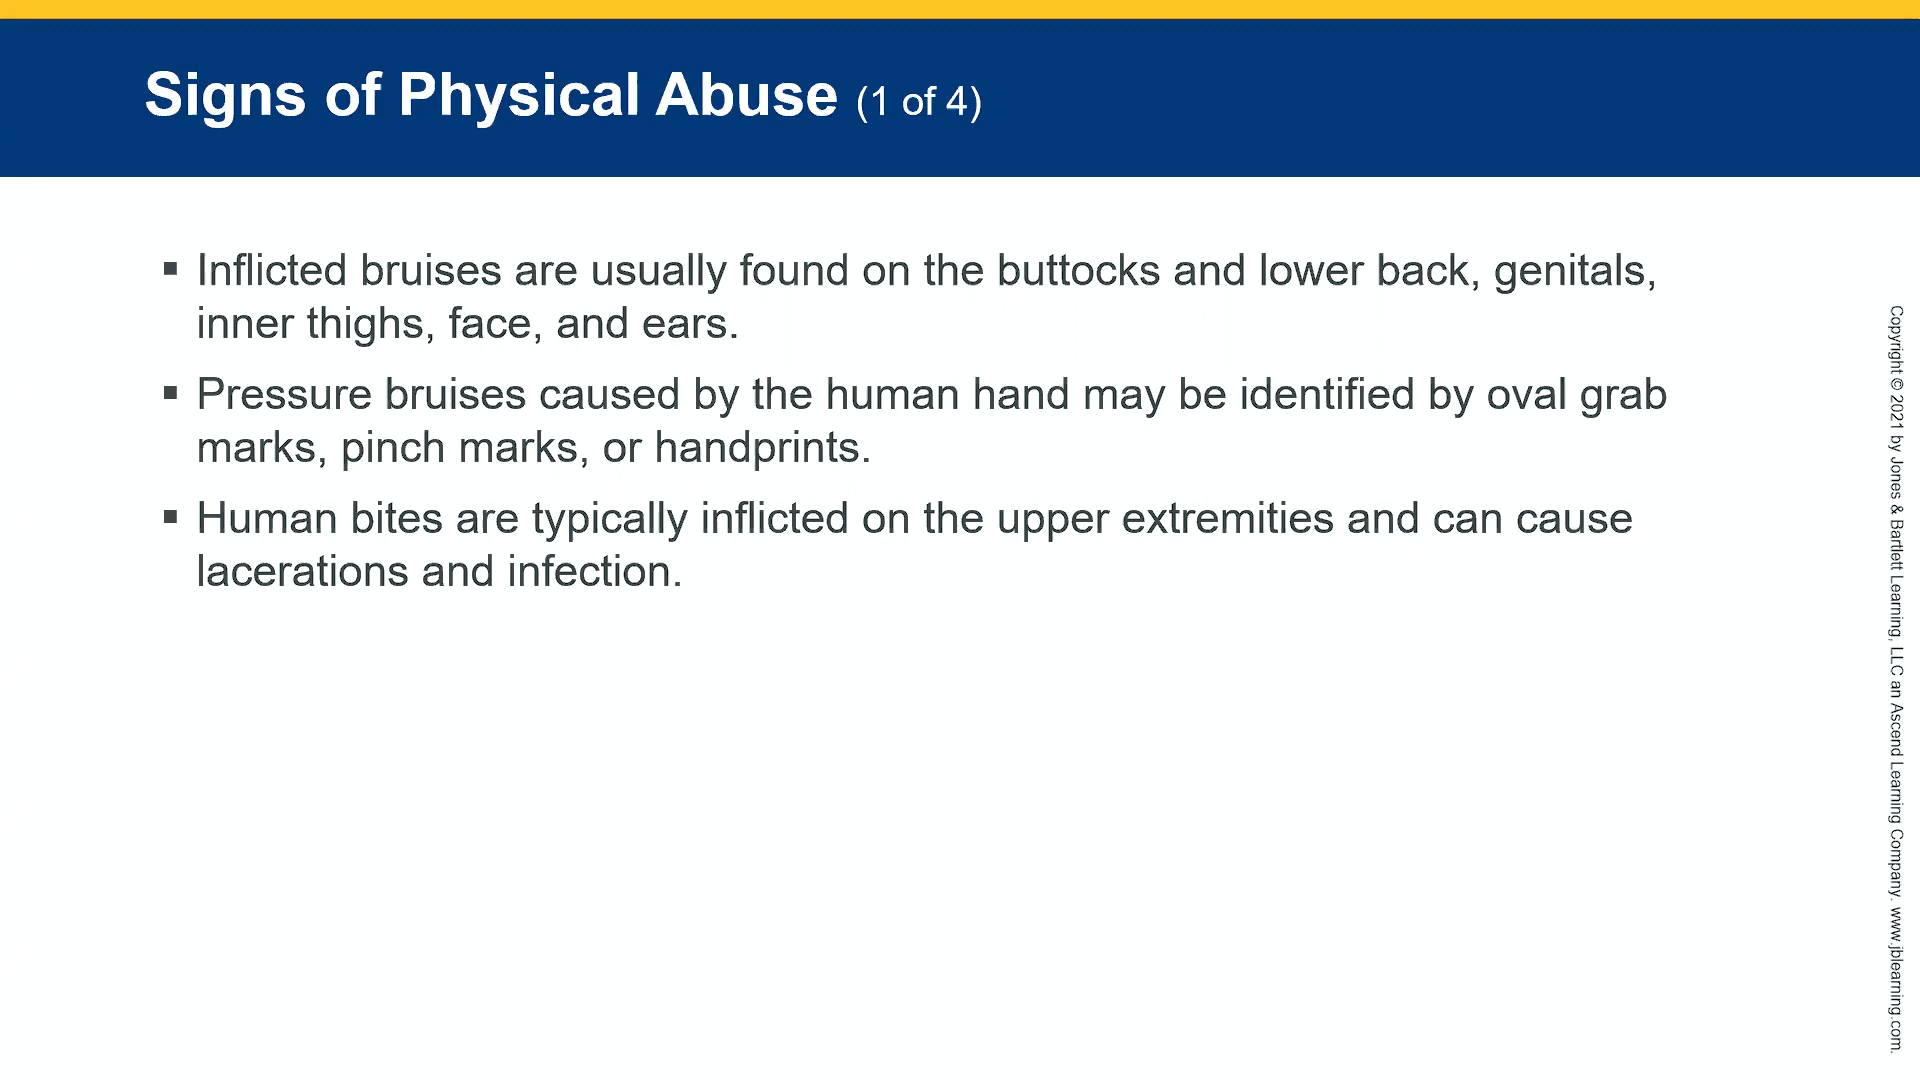 Signs of Physical Abuse (1 of 4)
▪ Inflicted bruises are usually found on the buttocks and lower back, genitals,
inner thighs, face, and ears.
▪ Pressure bruises caused by the human hand may be identified by oval grab
marks, pinch marks, or handprints.
▪ Human bites are typically inflicted on the upper extremities and can cause
lacerations and infection.
Copyright © 2021 by Jones & Bartlett Learning, LLC an Ascend Learning Company. www.jblearning.com.